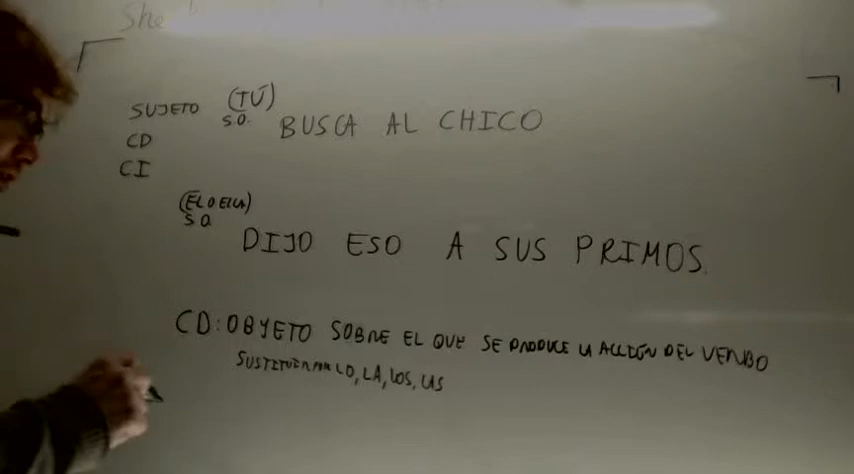 She
SUJETO (TÚ)
S.O. BUSCA AL CHICO
CD
CI
(ÉL O ELLA)
S O
DIJO ESO A SUS PRIMOS.
CD: OBJETO SOBRE EL QUE SE PRODUCE LA ACCIÓN DEL VERBO
SUSTITUIR POR LO, LA, LOS, LAS